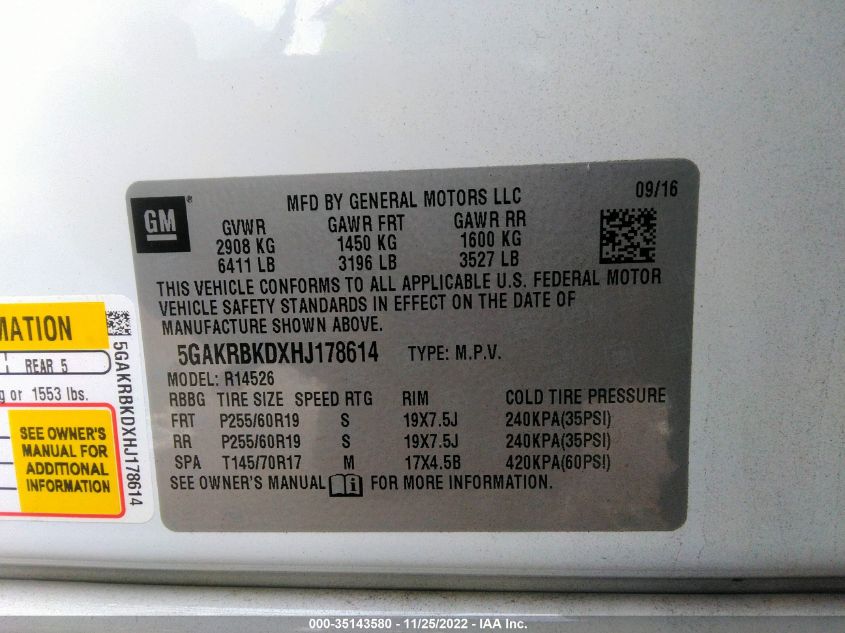 GM
MFD BY GENERAL MOTORS LLC
09/16
GVWR GAWR FRT GAWR RR
2908 KG 1450 KG 1600 KG
6411 LB 3196 LB 3527 LB
THIS VEHICLE CONFORMS TO ALL APPLICABLE U.S. FEDERAL MOTOR
VEHICLE SAFETY STANDARDS IN EFFECT ON THE DATE OF
MANUFACTURE SHOWN ABOVE.
5GAKRBKDXHJ178614 TYPE: M.P.V.
MODEL: R14526
RBBG TIRE SIZE SPEED RTG RIM COLD TIRE PRESSURE
FRT P255/60R19 S 19X7.5J 240KPA(35PSI)
RR P255/60R19 S 19X7.5J 240KPA(35PSI)
SPA T145/70R17 M 17X4.5B 420KPA(60PSI)
SEE OWNER'S MANUAL FOR MORE INFORMATION.
MATION
REAR 5
g or 1553 lbs.
SEE OWNER'S
MANUAL FOR
ADDITIONAL
INFORMATION
5GAKRBKDXHJ178614
000-35143580 - 11/25/2022 - IAA Inc.